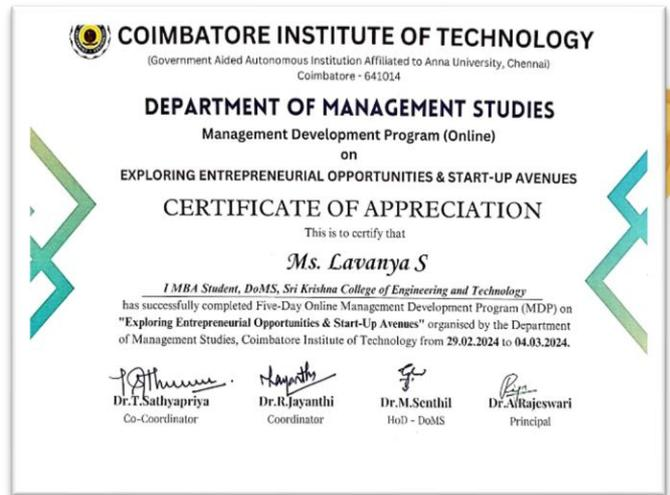 COIMBATORE INSTITUTE OF TECHNOLOGY
(Government Aided Autonomous Institution Affiliated to Anna University, Chennai)
Coimbatore - 641014
DEPARTMENT OF MANAGEMENT STUDIES
Management Development Program (Online)
on
EXPLORING ENTREPRENEURIAL OPPORTUNITIES & START-UP AVENUES
CERTIFICATE OF APPRECIATION
This is to certify that
Ms. Lavanya S
I MBA Student, DoMS, Sri Krishna College of Engineering and Technology
has successfully completed Five-Day Online Management Development Program (MDP) on
"Exploring Entrepreneurial Opportunities & Start-Up Avenues" organised by the Department
of Management Studies, Coimbatore Institute of Technology from 29.02.2024 to 04.03.2024.
Dr.T.Sathyapriya Dr.R.Jayanthi Dr.M.Senthil Dr.A.Rajeswari
Co-Coordinator Coordinator HoD - DoMS Principal